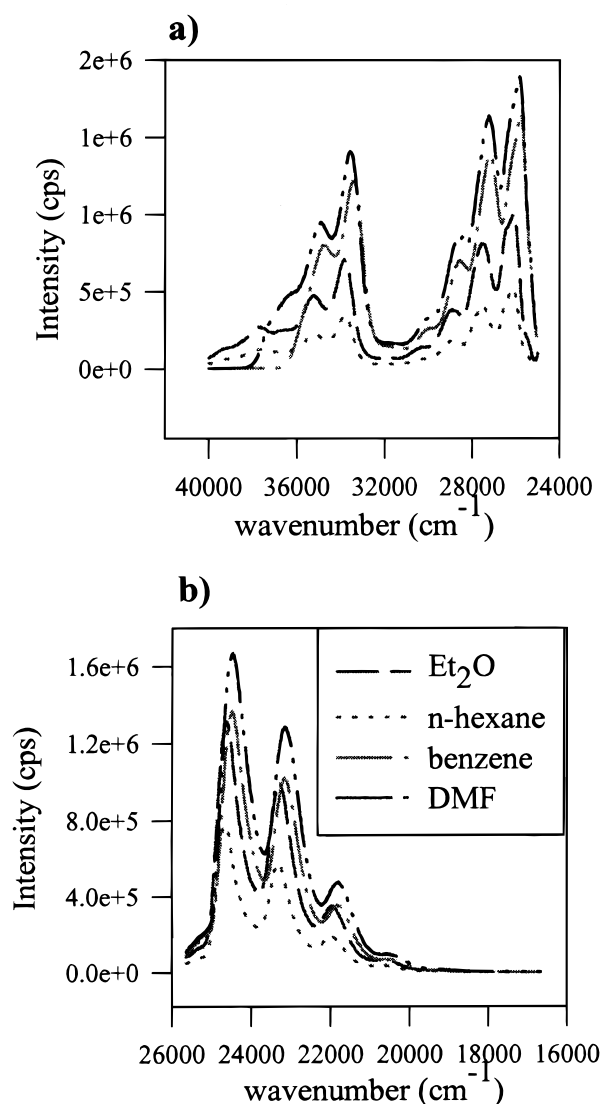 a)
2e+6
1e+6
1e+6
5e+5
0e+0
Intensity (cps)
40000 36000 32000 28000 24000
wavenumber (cm-1)
b)
1.6e+6
1.2e+6
8.0e+5
4.0e+5
0.0e+0
Intensity (cps)
Et2O
n-hexane
benzene
DMF
26000 24000 22000 20000 18000 16000
wavenumber (cm-1)